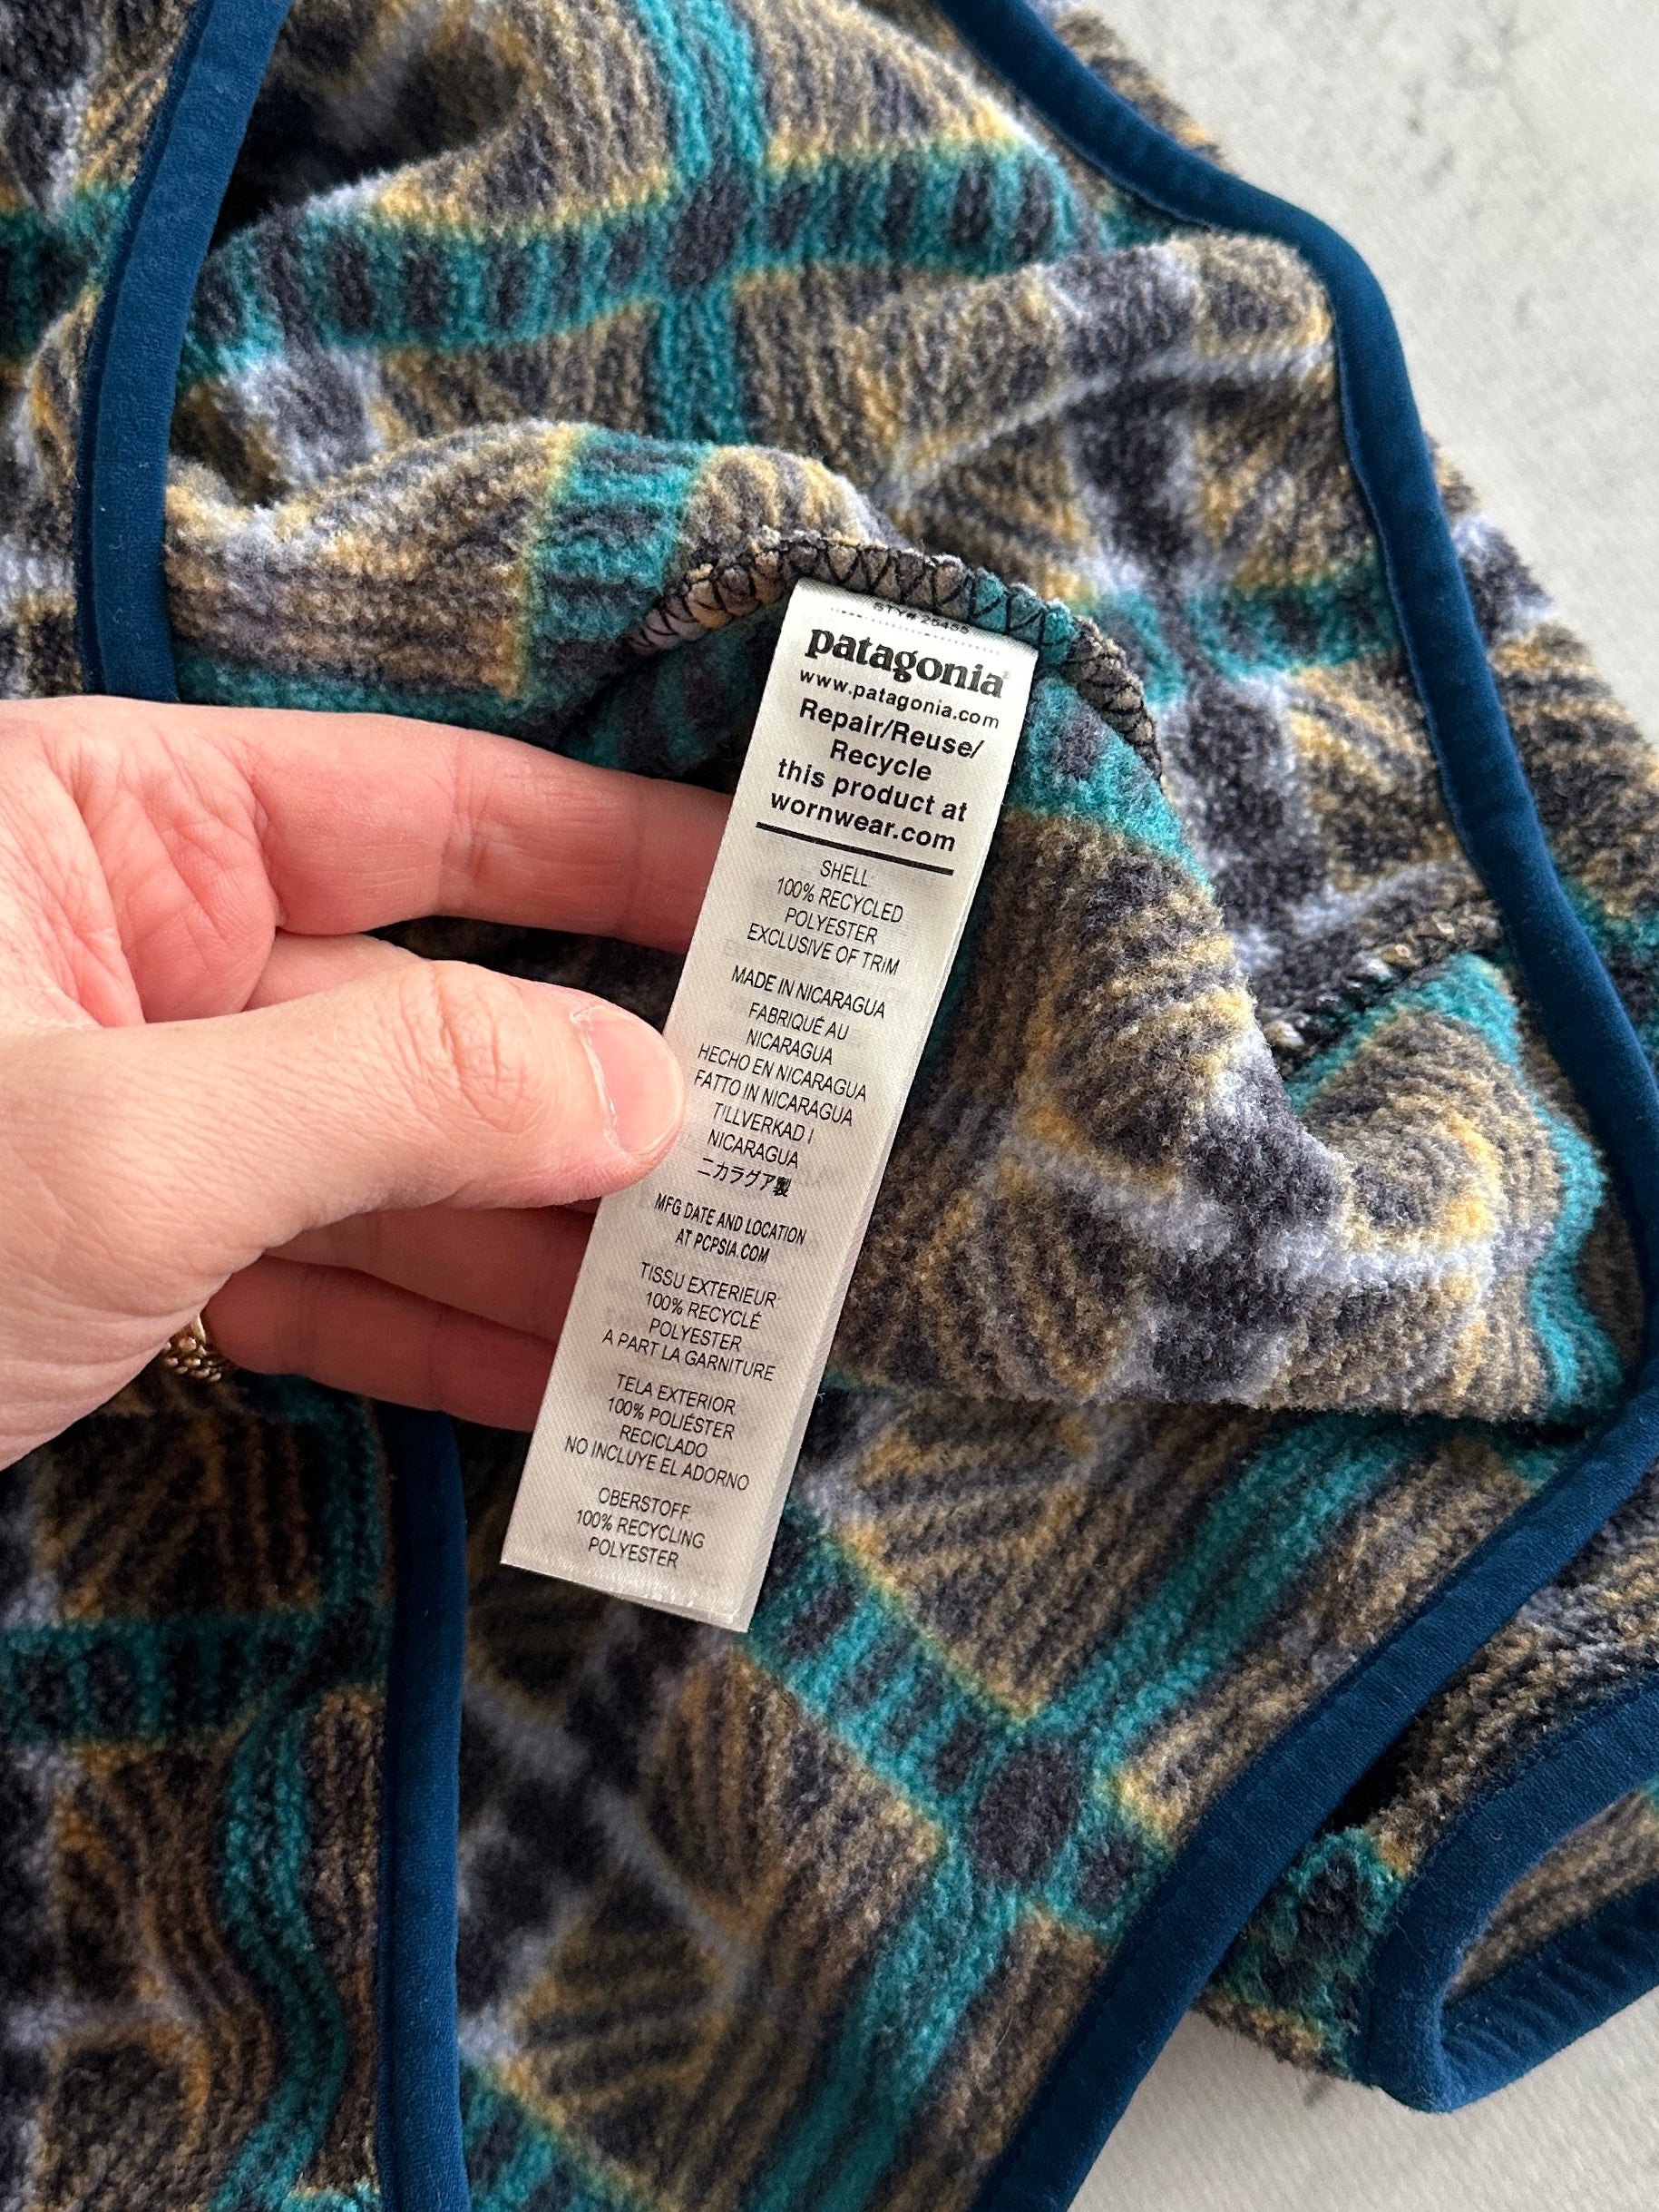 STY# 25455
patagonia®
www.patagonia.com
Repair/Reuse/
Recycle
this product at
wornwear.com
SHELL:
100% RECYCLED
POLYESTER
EXCLUSIVE OF TRIM
MADE IN NICARAGUA
FABRIQUÉ AU
NICARAGUA
HECHO EN NICARAGUA
FATTO IN NICARAGUA
TILLVERKAD I
NICARAGUA
ニカラグア製
MFG DATE AND LOCATION
AT PCPSIA.COM
TISSU EXTERIEUR:
100% RECYCLÉ
POLYESTER
A PART LA GARNITURE
TELA EXTERIOR:
100% POLIÉSTER
RECICLADO
NO INCLUYE EL ADORNO
OBERSTOFF:
100% RECYCLING
POLYESTER